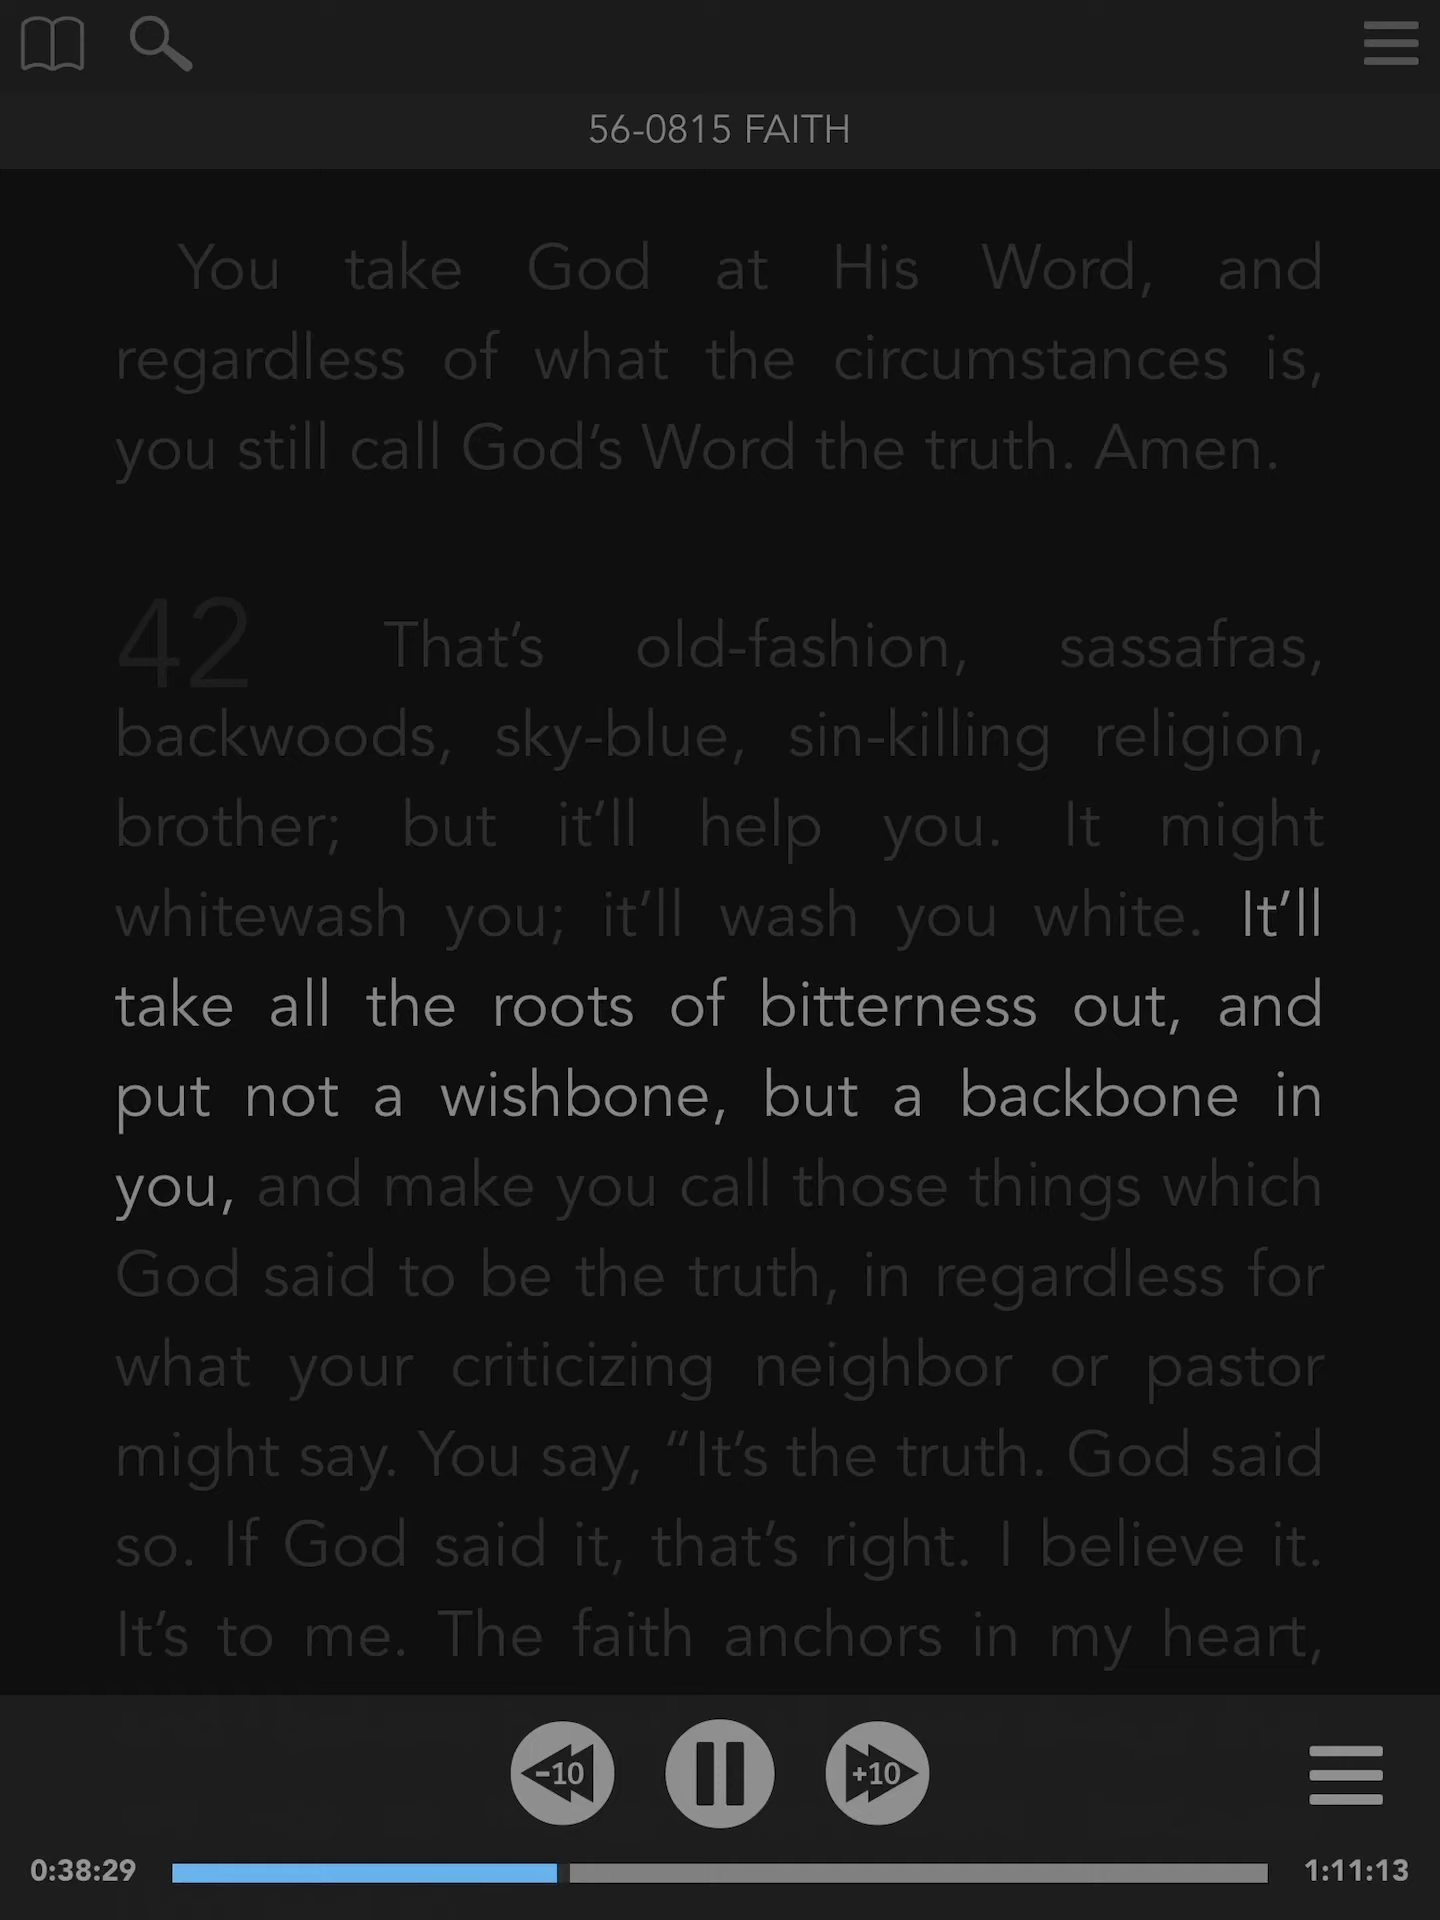 56-0815 FAITH
You take God at His Word, and
regardless of what the circumstances is,
you still call God’s Word the truth. Amen.
42 That’s old-fashion, sassafras,
backwoods, sky-blue, sin-killing religion,
brother; but it’ll help you. It might
whitewash you; it’ll wash you white. It’ll
take all the roots of bitterness out, and
put not a wishbone, but a backbone in
you, and make you call those things which
God said to be the truth, in regardless for
what your criticizing neighbor or pastor
might say. You say, “It’s the truth. God said
so. If God said it, that’s right. I believe it.
It’s to me. The faith anchors in my heart,
-10 +10
0:38:29 1:11:13